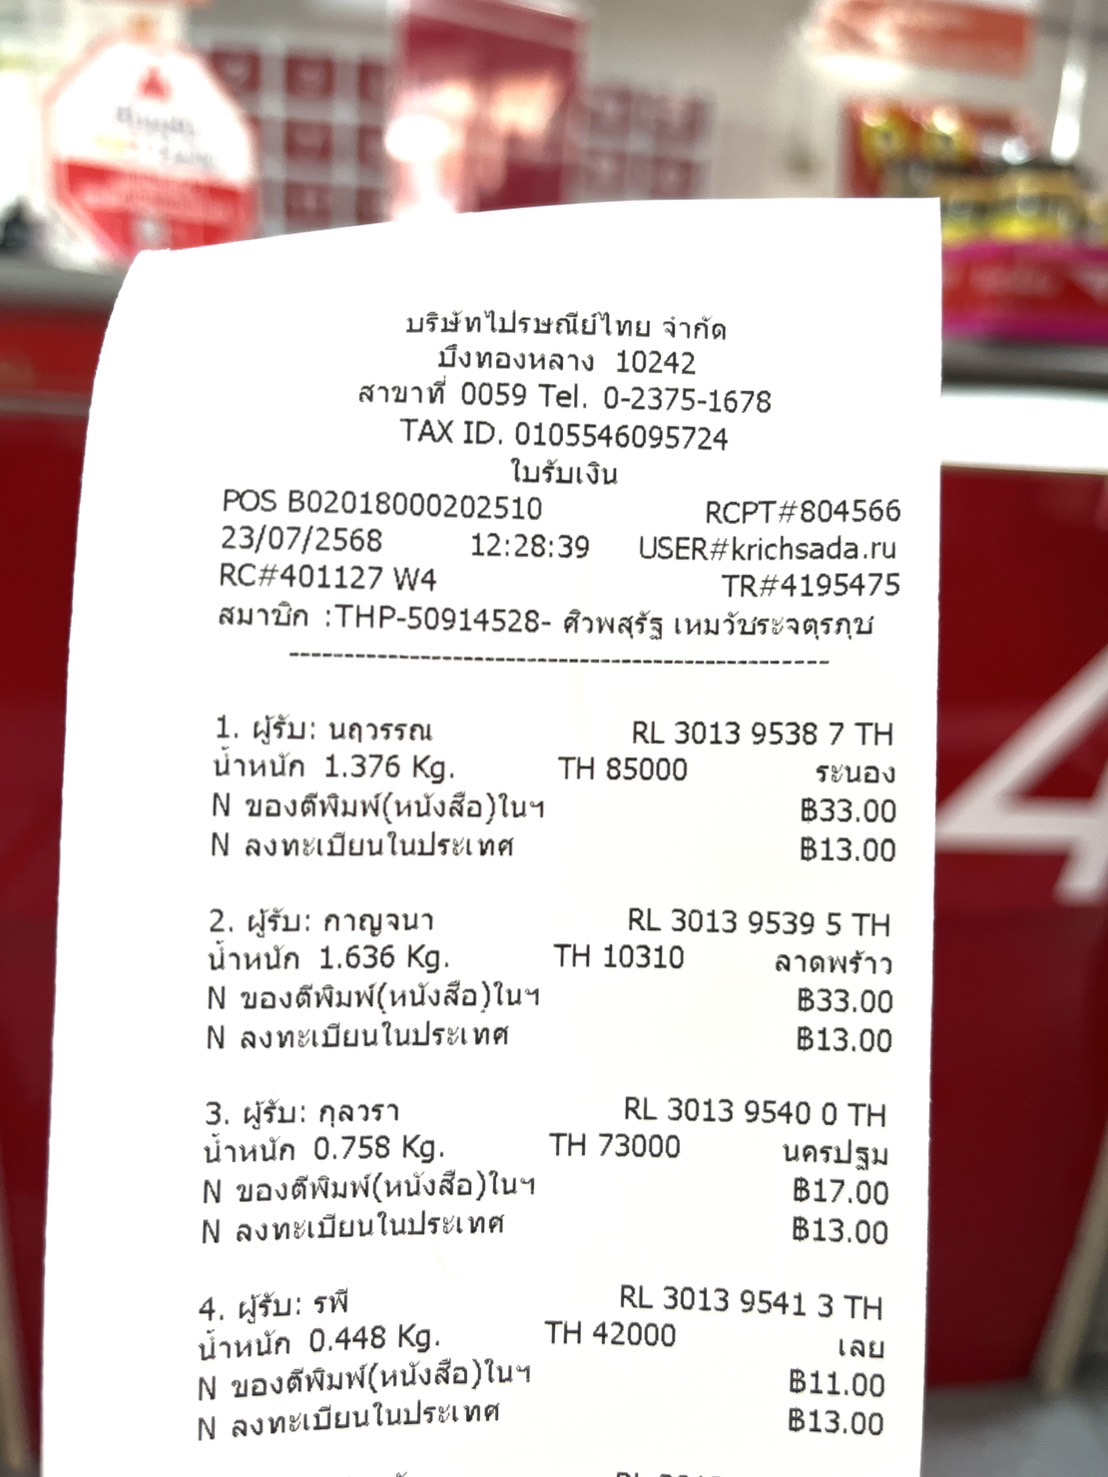 บริษัทไปรษณีย์ไทย จำกัด
บึงทองหลาง 10242
สาขาที่ 0059 Tel. 0-2375-1678
TAX ID. 0105546095724
ใบรับเงิน
POS B02018000202510 RCPT#804566
23/07/2568 12:28:39 USER#krichsada.ru
RC#401127 W4 TR#4195475
สมาชิก :THP-50914528- ศิวพสุรัฐ เหมวัชระจตุรภุช
1. ผู้รับ: นฤวรรณ RL 3013 9538 7 TH
น้ำหนัก 1.376 Kg. TH 85000 ระนอง
N ของตีพิมพ์(หนังสือ)ในฯ ฿33.00
N ลงทะเบียนในประเทศ ฿13.00
2. ผู้รับ: กาญจนา RL 3013 9539 5 TH
น้ำหนัก 1.636 Kg. TH 10310 ลาดพร้าว
N ของตีพิมพ์(หนังสือ)ในฯ ฿33.00
N ลงทะเบียนในประเทศ ฿13.00
3. ผู้รับ: กุลวรา RL 3013 9540 0 TH
น้ำหนัก 0.758 Kg. TH 73000 นครปฐม
N ของตีพิมพ์(หนังสือ)ในฯ ฿17.00
N ลงทะเบียนในประเทศ ฿13.00
4. ผู้รับ: รพี RL 3013 9541 3 TH
น้ำหนัก 0.448 Kg. TH 42000 เลย
N ของตีพิมพ์(หนังสือ)ในฯ ฿11.00
N ลงทะเบียนในประเทศ ฿13.00
4